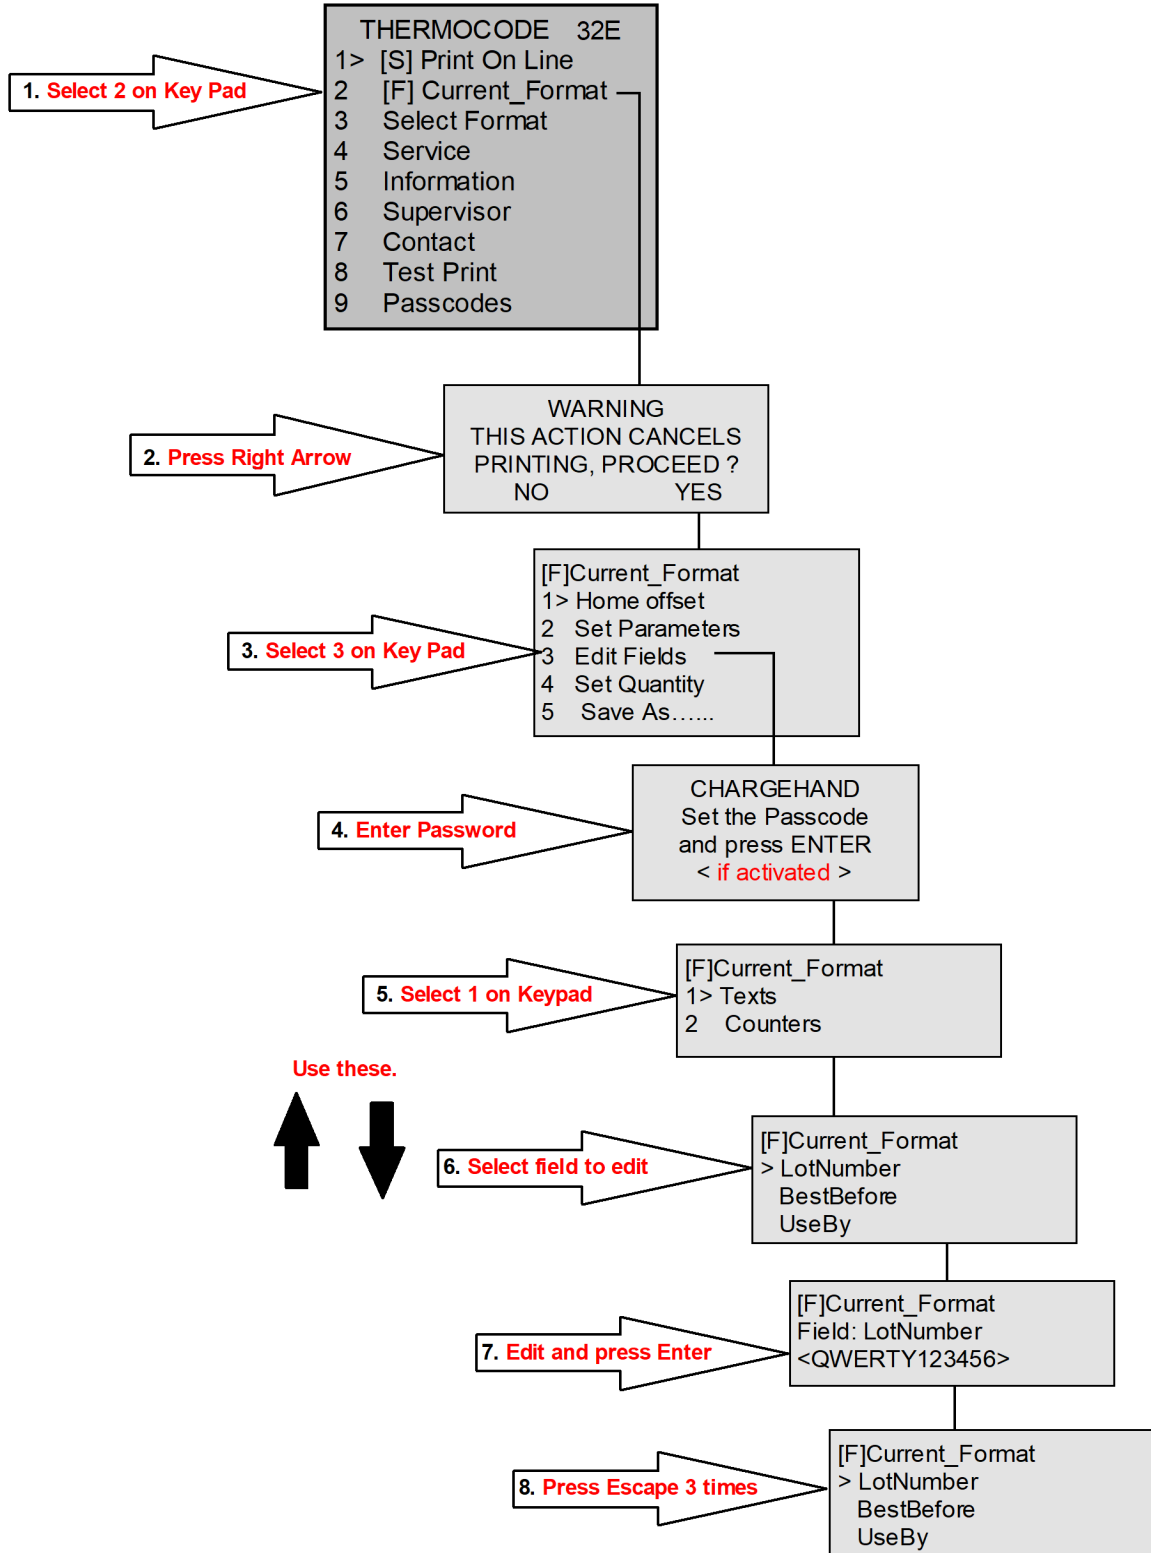 THERMOCODE 32E
1> [S] Print On Line
2 [F] Current_Format
3 Select Format
4 Service
5 Information
6 Supervisor
7 Contact
8 Test Print
9 Passcodes
1. Select 2 on Key Pad
WARNING
THIS ACTION CANCELS
PRINTING, PROCEED ?
NO YES
2. Press Right Arrow
[F]Current_Format
1> Home offset
2 Set Parameters
3 Edit Fields
4 Set Quantity
5 Save As......
3. Select 3 on Key Pad
CHARGEHAND
Set the Passcode
and press ENTER
< if activated >
4. Enter Password
[F]Current_Format
1> Texts
2 Counters
5. Select 1 on Keypad
Use these.
[F]Current_Format
> LotNumber
BestBefore
UseBy
6. Select field to edit
[F]Current_Format
Field: LotNumber
<QWERTY123456>
7. Edit and press Enter
[F]Current_Format
> LotNumber
BestBefore
UseBy
8. Press Escape 3 times